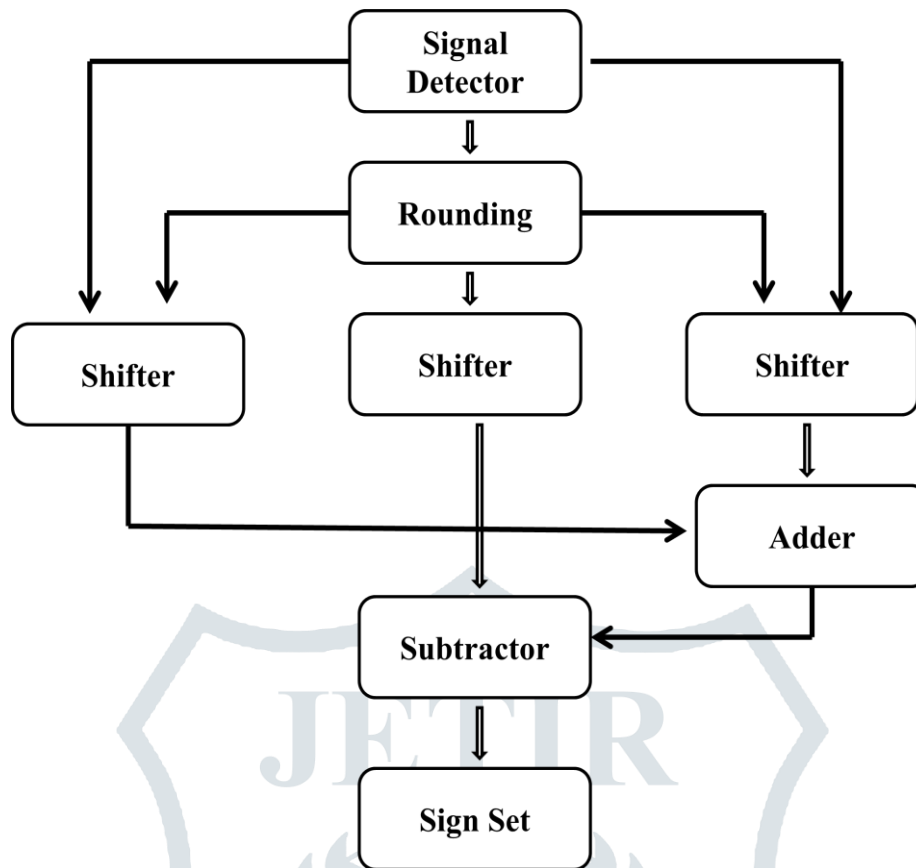 Signal
Detector
Rounding
Shifter
Shifter
Shifter
Adder
Subtractor
JETIR
Sign Set